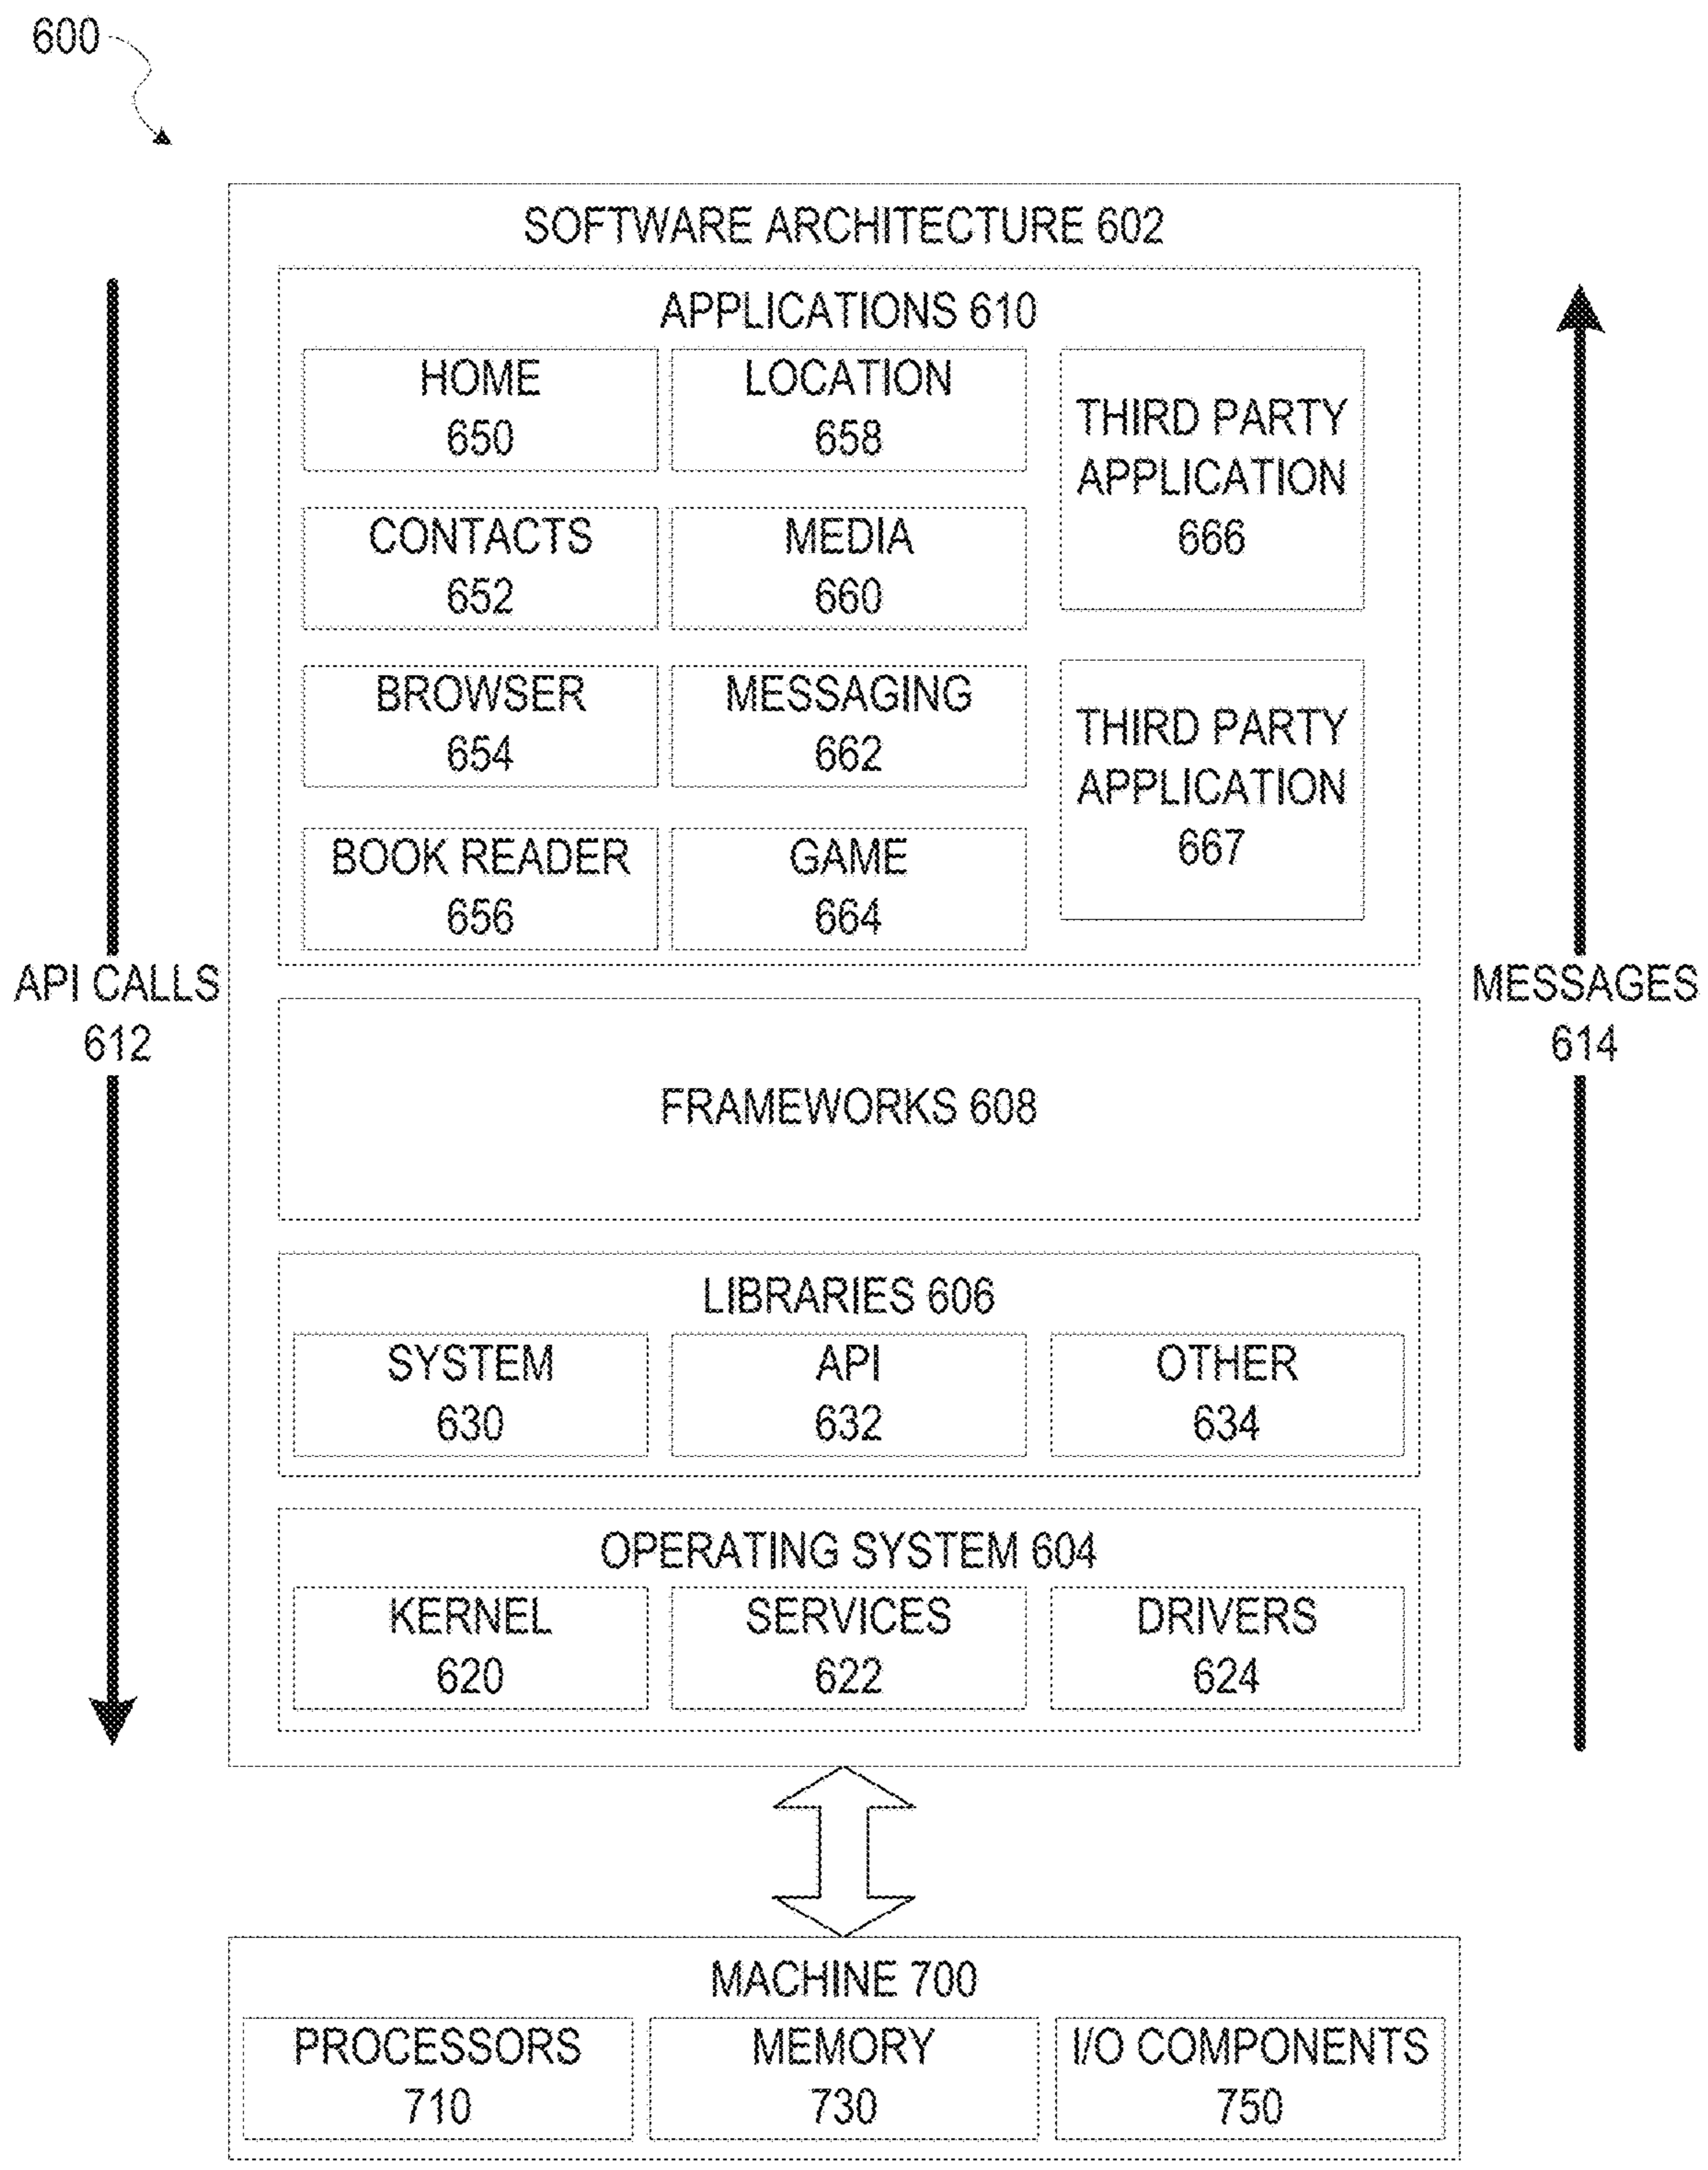 600
SOFTWARE ARCHITECTURE 602
APPLICATIONS 610
HOME
650
LOCATION
658
THIRD PARTY
APPLICATION
666
CONTACTS
652
MEDIA
660
BROWSER
654
MESSAGING
662
THIRD PARTY
APPLICATION
667
BOOK READER
656
GAME
664
API CALLS
612
MESSAGES
614
FRAMEWORKS 608
LIBRARIES 606
SYSTEM
630
API
632
OTHER
634
OPERATING SYSTEM 604
KERNEL
620
SERVICES
622
DRIVERS
624
MACHINE 700
PROCESSORS
710
MEMORY
730
I/O COMPONENTS
750